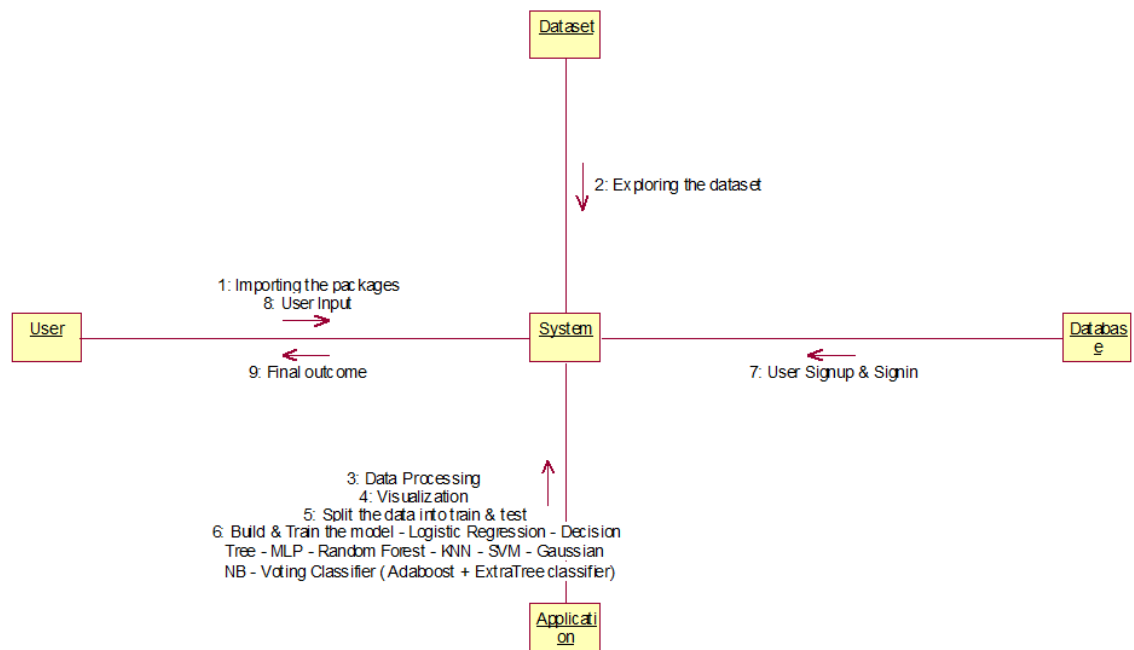 Dataset
2: Exploring the dataset
1: Importing the packages
8: User Input
User
System
Databas
e
9: Final outcome
7: User Signup & Signin
3: Data Processing
4: Visualization
5: Split the data into train & test
6: Build & Train the model - Logistic Regression - Decision
Tree - MLP - Random Forest - KNN - SVM - Gaussian
NB - Voting Classifier ( Adaboost + ExtraTree classifier)
Applicati
on